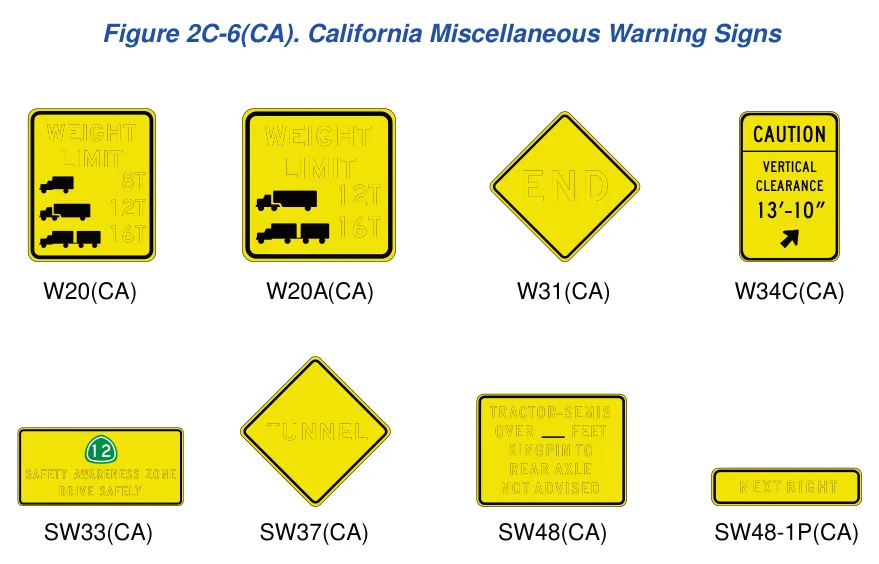 Figure 2C-6(CA). California Miscellaneous Warning Signs
WEIGHT
LIMIT
8T
12T
16T
W20(CA)
WEIGHT
LIMIT
12T
16T
W20A(CA)
END
W31(CA)
CAUTION
VERTICAL
CLEARANCE
13′-10″
W34C(CA)
12
SAFETY AWARENESS ZONE
DRIVE SAFELY
SW33(CA)
TUNNEL
SW37(CA)
TRACTOR-SEMIS
OVER __ FEET
KINGPIN TO
REAR AXLE
NOT ADVISED
SW48(CA)
NEXT RIGHT
SW48-1P(CA)